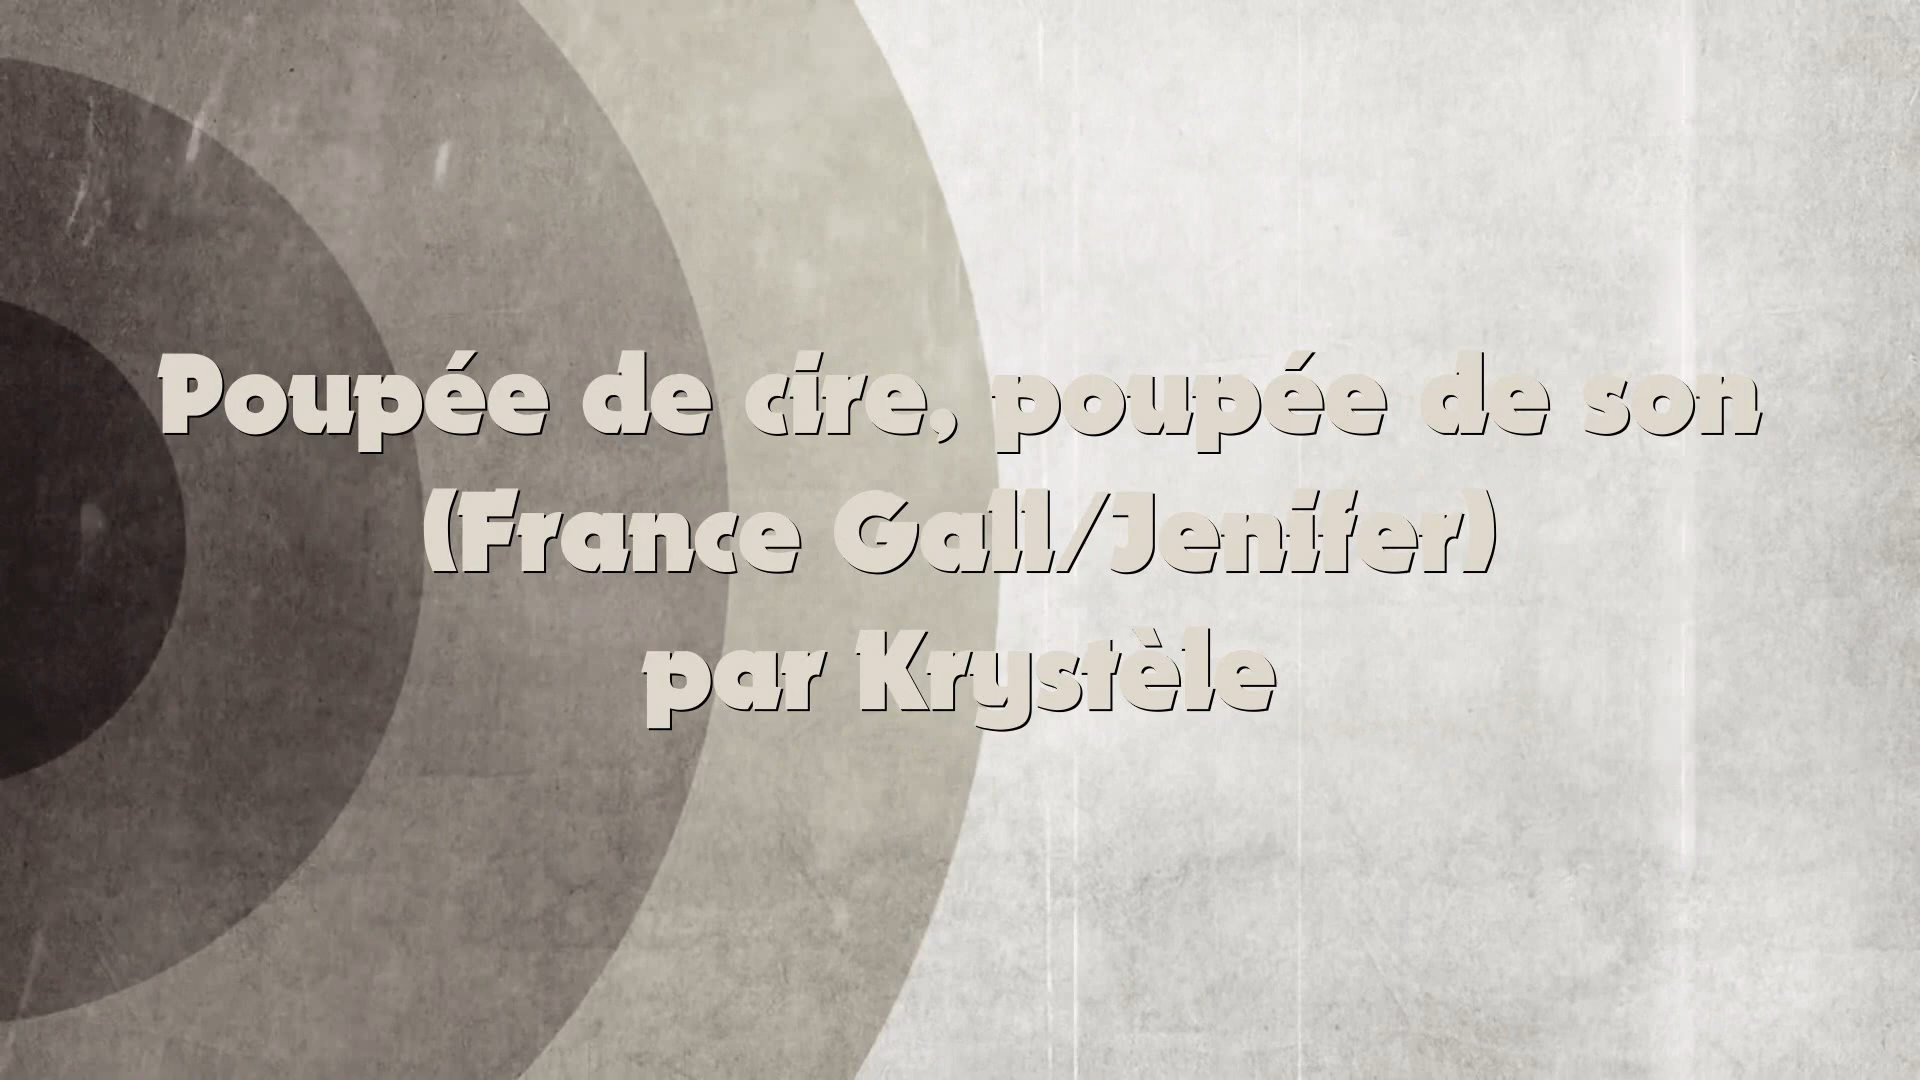 Poupée de cire, poupée de son
(France Gall/Jenifer)
par Krystèle